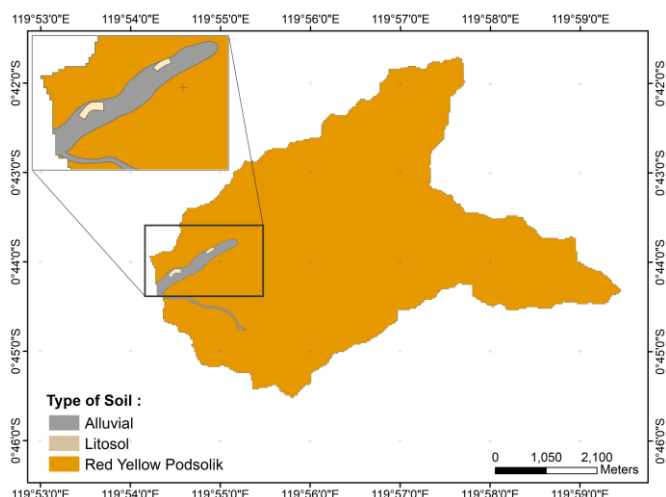 119°53'0"E 119°54'0"E 119°55'0"E 119°56'0"E 119°57'0"E 119°58'0"E 119°59'0"E
0°42'0"S 0°42'0"S
0°43'0"S 0°43'0"S
0°44'0"S 0°44'0"S
0°45'0"S 0°45'0"S
0°46'0"S 0°46'0"S
Type of Soil :
Alluvial
Litosol
Red Yellow Podsolik
0 1,050 2,100
Meters
119°53'0"E 119°54'0"E 119°55'0"E 119°56'0"E 119°57'0"E 119°58'0"E 119°59'0"E